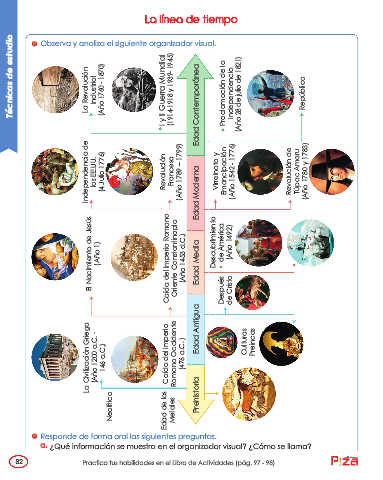 La línea de tiempo
Técnicas de estudio
Observa y analiza el siguiente organizador visual.
La Revolución
Industrial
(Año 1760 - 1870)
I y II Guerra Mundial
(1914-1918 y 1939- 1945)
Edad Contemporánea
Proclamación de la
Independencia
(Año 28 de julio de 1821)
República
Independencia de
los EE.UU.
(4 Julio 1776)
Revolución
Francesa
(Año 1789 – 1799)
Edad Moderna
Virreinato y
Emancipación
(Año 1542 - 1776)
Revolución de
Túpac Amaru
(Año 1780 y 1783)
El Nacimiento de Jesús
(Año 1)
Caída del Imperio Romano
Oriente Constantinopla
(Año 1453 d.C.)
Edad Media
Descubrimiento
de América
(Año 1492)
Después
de Cristo
La Civilización Griega
(Año 1200 a.C. -
146 a.C.)
Caída del Imperio
Romano Occidente
(476 d.C.)
Edad Antigua
Culturas
Preincas
Neolítico
Edad de los
Metales
Prehistoria
Responde de forma oral las siguientes preguntas.
¿Qué información se muestra en el organizador visual? ¿Cómo se llama?
82
Practica tus habilidades en el Libro de Actividades (pág. 97 - 98)